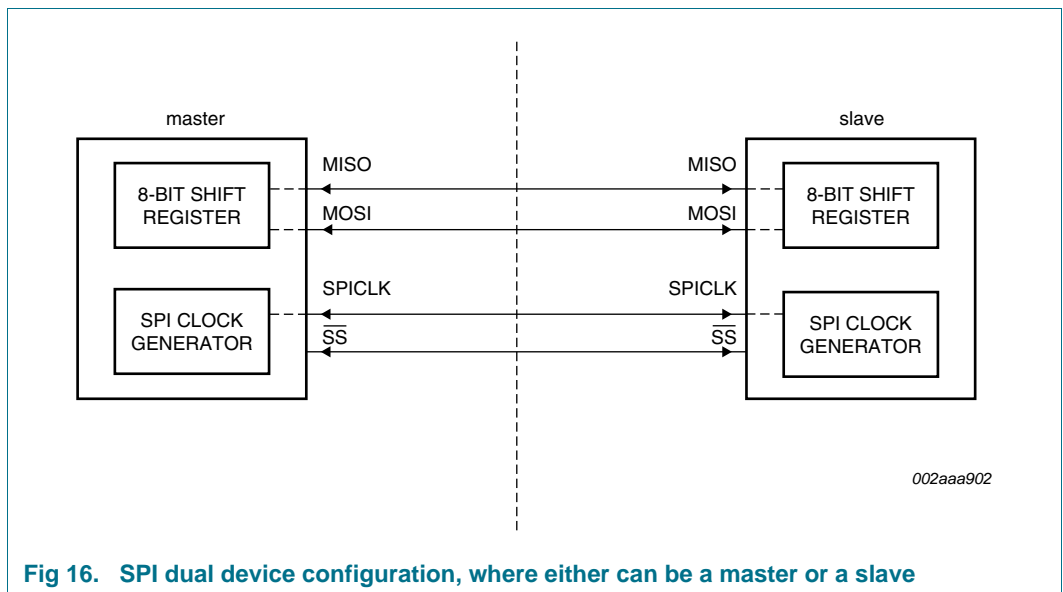 master
slave
8-BIT SHIFT
REGISTER
MISO
MISO
MOSI
MOSI
8-BIT SHIFT
REGISTER
SPI CLOCK
GENERATOR
SPICLK
SPICLK
SS
SS
SPI CLOCK
GENERATOR
002aaa902
Fig 16. SPI dual device configuration, where either can be a master or a slave